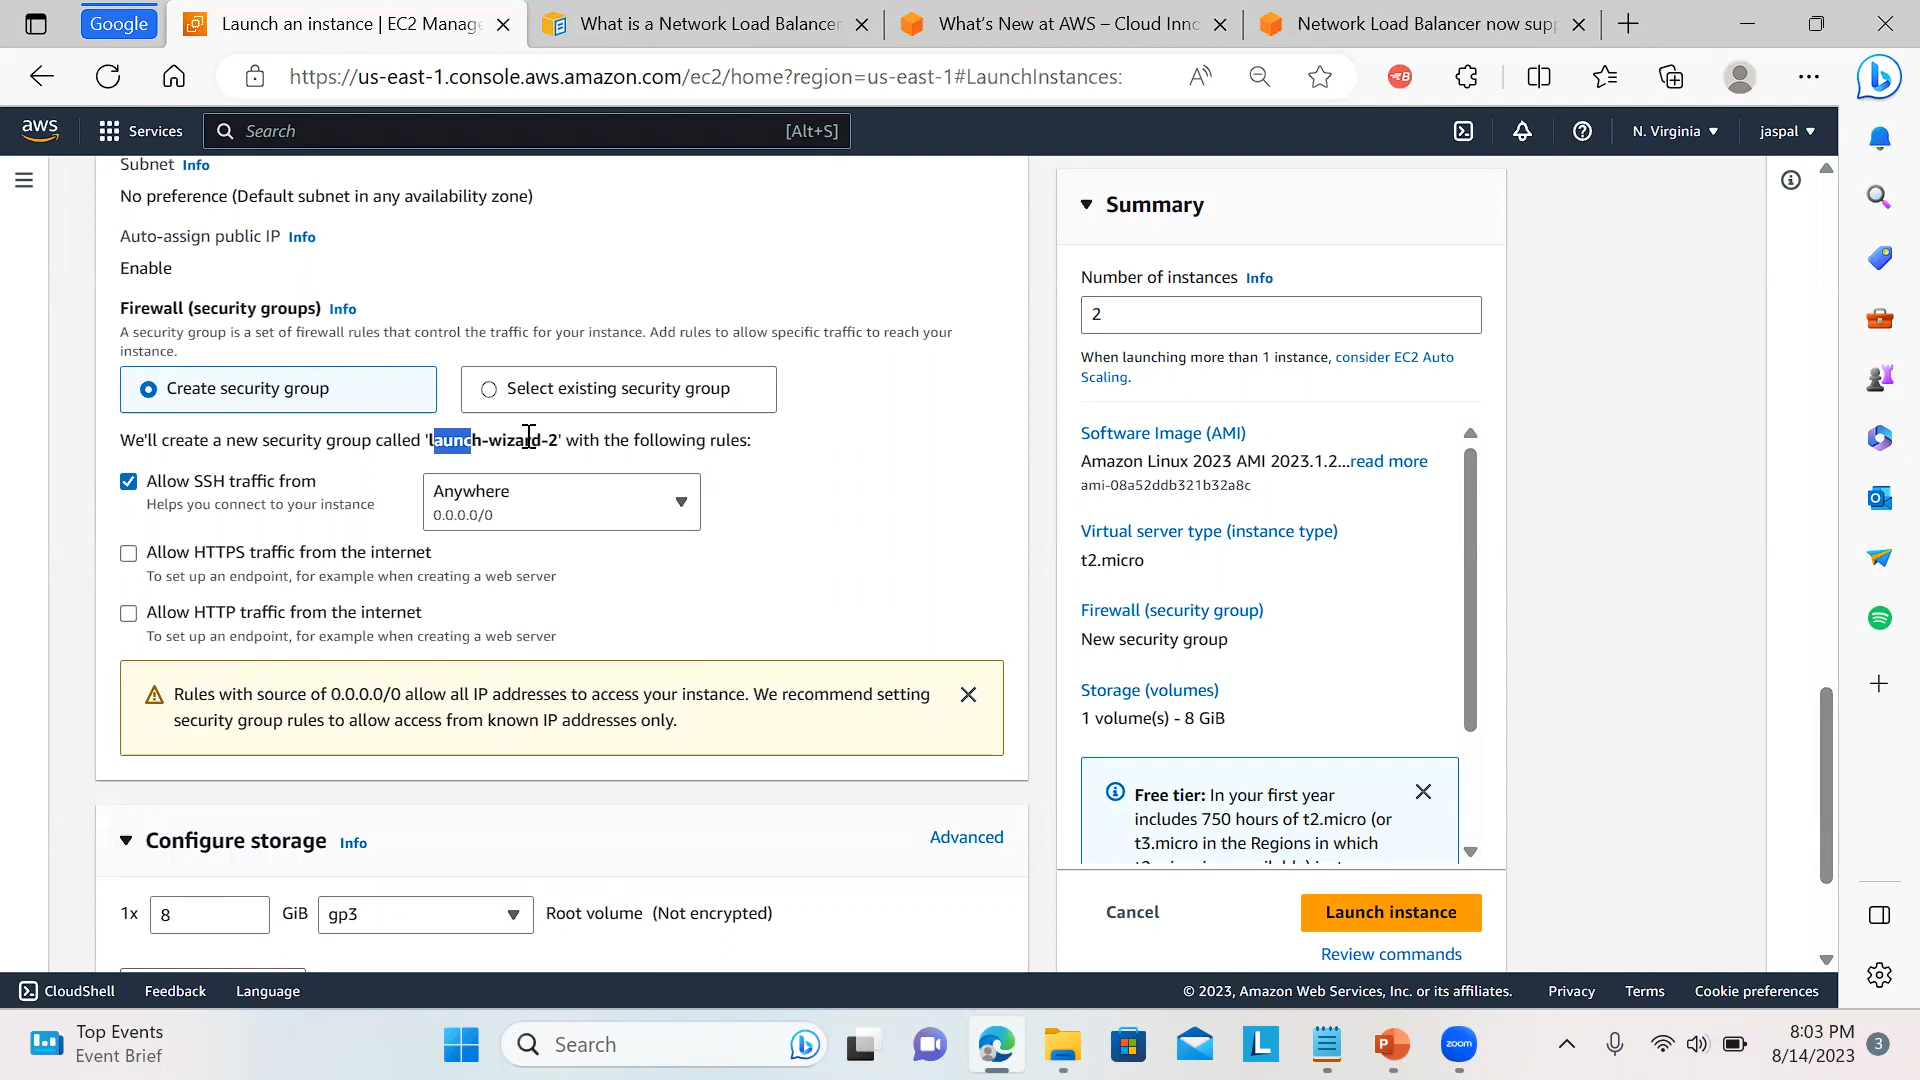 Google
Launch an instance | EC2 Manage
What is a Network Load Balancer
What's New at AWS – Cloud Inno
Network Load Balancer now supp
https://us-east-1.console.aws.amazon.com/ec2/home?region=us-east-1#LaunchInstances:
aws
Services
Search
[Alt+S]
N. Virginia
jaspal
Subnet Info
No preference (Default subnet in any availability zone)
Auto-assign public IP Info
Enable
Firewall (security groups) Info
A security group is a set of firewall rules that control the traffic for your instance. Add rules to allow specific traffic to reach your
instance.
Create security group
Select existing security group
We'll create a new security group called 'launch-wizard-2' with the following rules:
Allow SSH traffic from
Helps you connect to your instance
Anywhere
0.0.0.0/0
Allow HTTPS traffic from the internet
To set up an endpoint, for example when creating a web server
Allow HTTP traffic from the internet
To set up an endpoint, for example when creating a web server
Rules with source of 0.0.0.0/0 allow all IP addresses to access your instance. We recommend setting
security group rules to allow access from known IP addresses only.
Configure storage Info
Advanced
1x
8
GiB
gp3
Root volume (Not encrypted)
Summary
Number of instances Info
2
When launching more than 1 instance, consider EC2 Auto
Scaling.
Software Image (AMI)
Amazon Linux 2023 AMI 2023.1.2...read more
ami-08a52ddb321b32a8c
Virtual server type (instance type)
t2.micro
Firewall (security group)
New security group
Storage (volumes)
1 volume(s) - 8 GiB
Free tier: In your first year
includes 750 hours of t2.micro (or
t3.micro in the Regions in which
Cancel
Launch instance
Review commands
CloudShell
Feedback
Language
© 2023, Amazon Web Services, Inc. or its affiliates.
Privacy
Terms
Cookie preferences
Top Events
Event Brief
Search
zoom
8:03 PM
8/14/2023
3